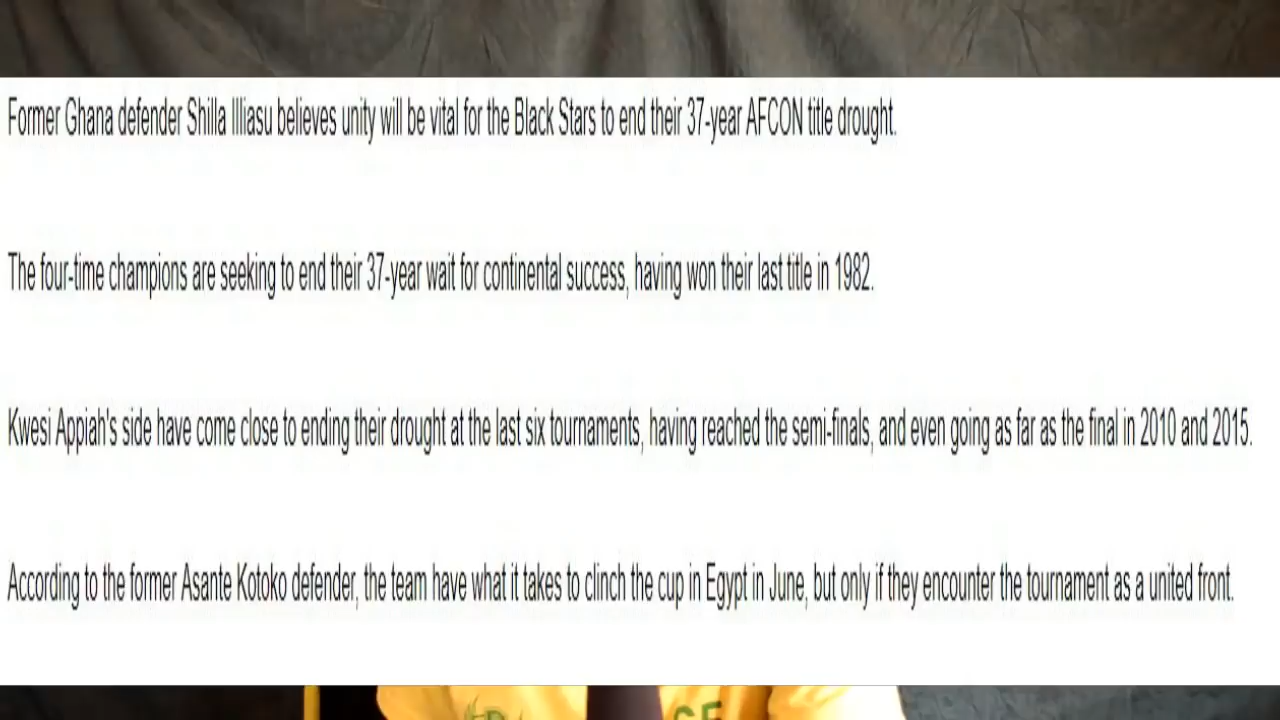 Former Ghana defender Shilla Illiasu believes unity will be vital for the Black Stars to end their 37-year AFCON title drought.
The four-time champions are seeking to end their 37-year wait for continental success, having won their last title in 1982.
Kwesi Appiah's side have come close to ending their drought at the last six tournaments, having reached the semi-finals, and even going as far as the final in 2010 and 2015.
According to the former Asante Kotoko defender, the team have what it takes to clinch the cup in Egypt in June, but only if they encounter the tournament as a united front.